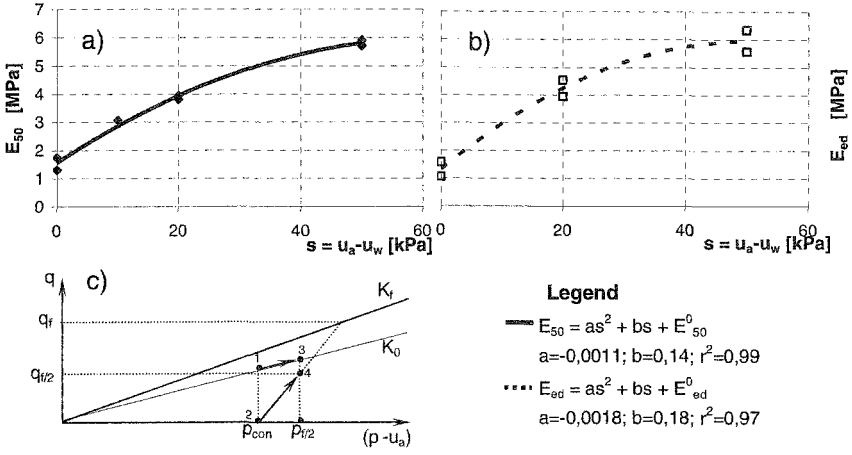 7
6
5
4
3
2
1
0
E50 [MPa]
a)
0
20
40
60
s = ua-uw [kPa]
b)
0
20
40
60
s = ua-uw [kPa]
Eed [MPa]
c)
q
Kf
qf
K0
qf/2
1
3
4
2
pcon
pf/2
(p-ua)
Legend
E50 = as² + bs + E⁰50
a=-0,0011; b=0,14; r²=0,99
Eed = as² + bs + E⁰ed
a=-0,0018; b=0,18; r²=0,97